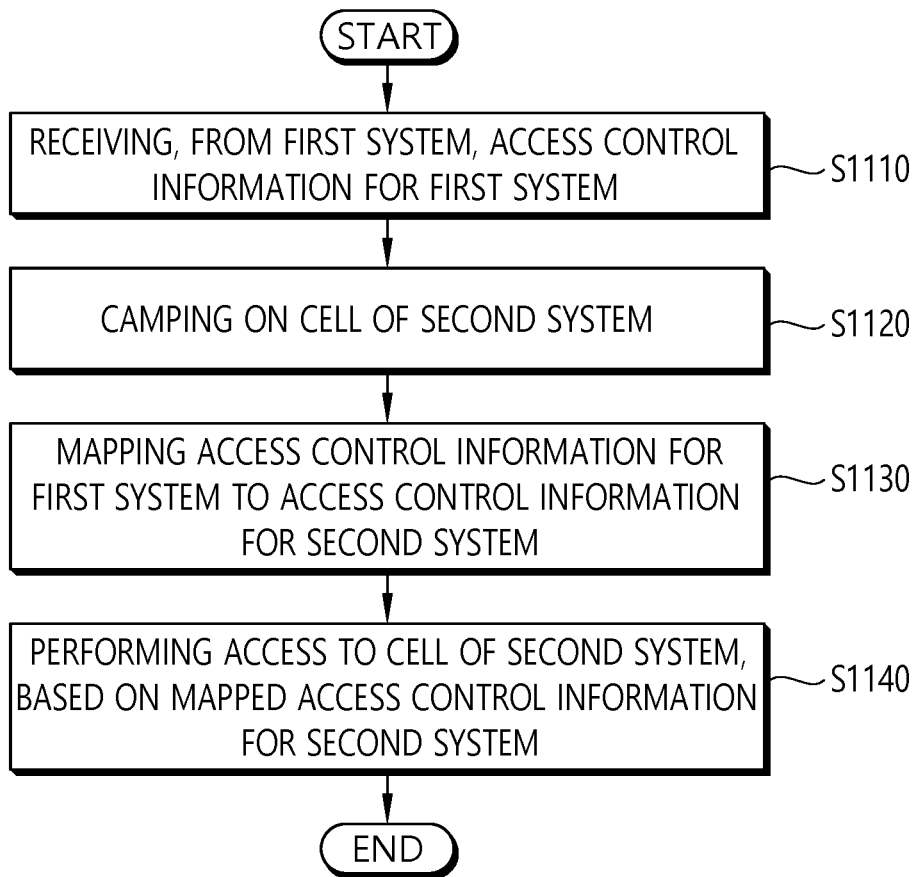 START
RECEIVING, FROM FIRST SYSTEM, ACCESS CONTROL
INFORMATION FOR FIRST SYSTEM
S1110
CAMPING ON CELL OF SECOND SYSTEM
S1120
MAPPING ACCESS CONTROL INFORMATION FOR
FIRST SYSTEM TO ACCESS CONTROL INFORMATION
FOR SECOND SYSTEM
S1130
PERFORMING ACCESS TO CELL OF SECOND SYSTEM,
BASED ON MAPPED ACCESS CONTROL INFORMATION
FOR SECOND SYSTEM
S1140
END